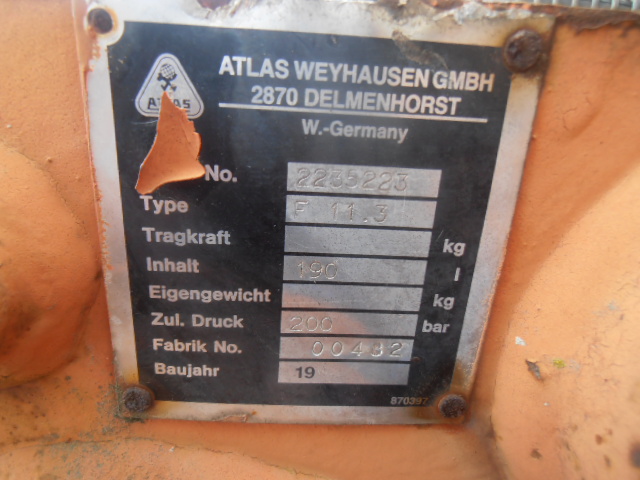 ATLAS
ATLAS WEYHAUSEN GMBH
2870 DELMENHORST
W.-Germany
No. 2235223
Type F 11.3
Tragkraft kg
Inhalt 190 l
Eigengewicht kg
Zul. Druck 200 bar
Fabrik No. 00432
Baujahr 19
870397